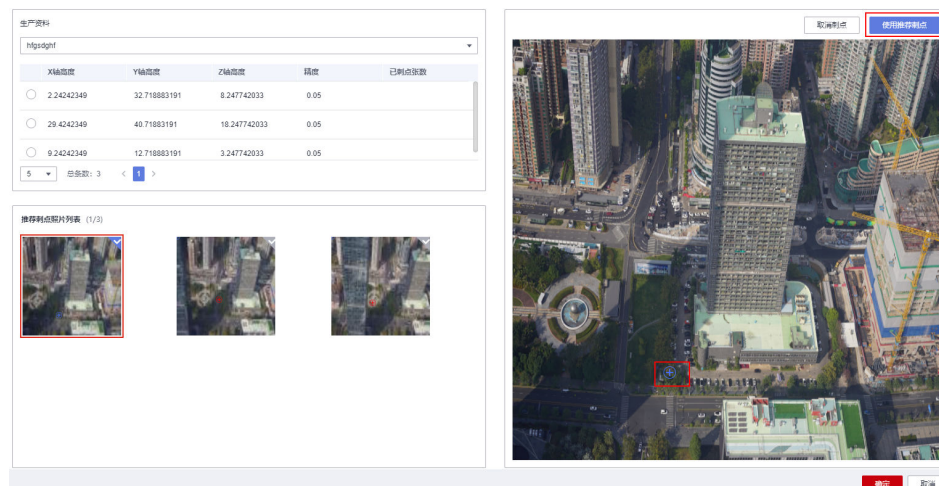 生产资料
取消刺点
使用推荐刺点
hfgsdghf
X轴高度 Y轴高度 Z轴高度 精度 已刺点张数
2.24242349 32.718883191 8.247742033 0.05
29.4242349 40.71883191 18.247742033 0.05
9.24242349 12.718883191 3.247742033 0.05
5 总条数: 3 < 1 >
推荐刺点照片列表 (1/3)
确定
取消